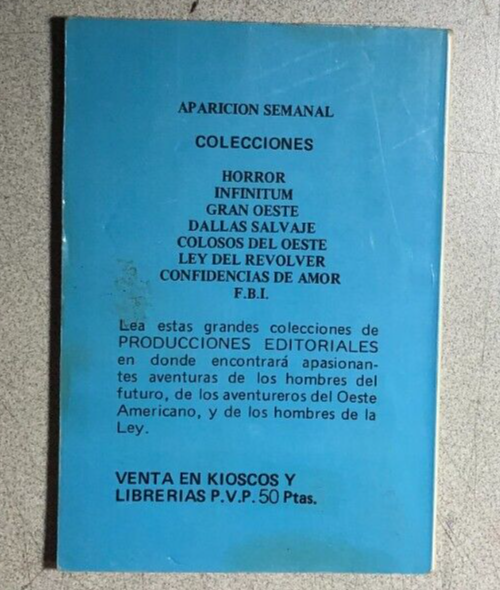 APARICION SEMANAL
COLECCIONES
HORROR
INFINITUM
GRAN OESTE
DALLAS SALVAJE
COLOSOS DEL OESTE
LEY DEL REVOLVER
CONFIDENCIAS DE AMOR
F.B.I.
Lea estas grandes colecciones de
PRODUCCIONES EDITORIALES
en donde encontrará apasionan-
tes aventuras de los hombres del
futuro, de los aventureros del Oeste
Americano, y de los hombres de la
Ley.
VENTA EN KIOSCOS Y
LIBRERIAS P.V.P. 50 Ptas.